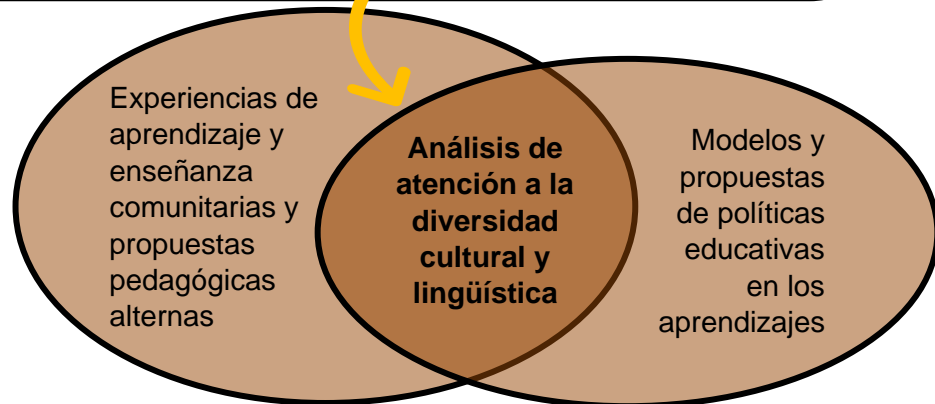 Experiencias de
aprendizaje y
enseñanza
comunitarias y
propuestas
pedagógicas
alternas
Análisis de
atención a la
diversidad
cultural y
lingüística
Modelos y
propuestas
de políticas
educativas
en los
aprendizajes